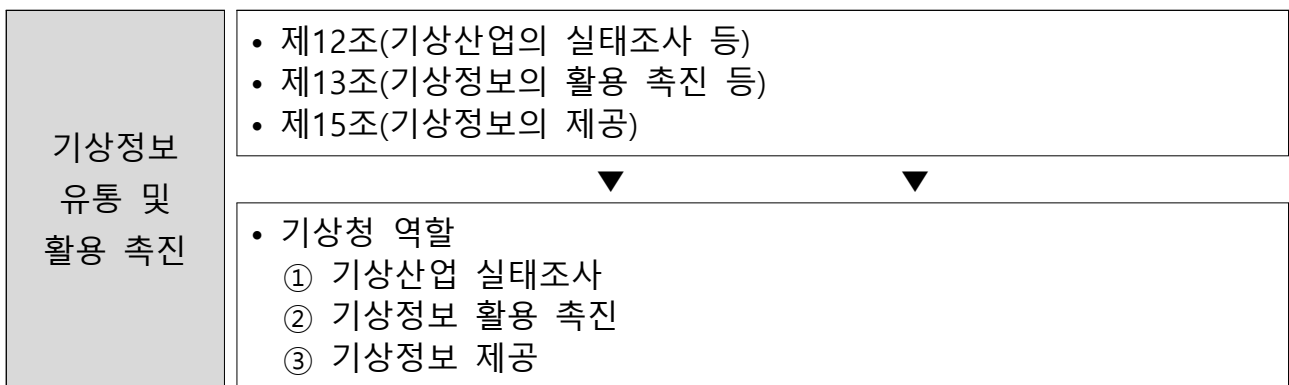 기상정보
유통 및
활용 촉진
• 제12조(기상산업의 실태조사 등)
• 제13조(기상정보의 활용 촉진 등)
• 제15조(기상정보의 제공)
▼ ▼
• 기상청 역할
① 기상산업 실태조사
② 기상정보 활용 촉진
③ 기상정보 제공